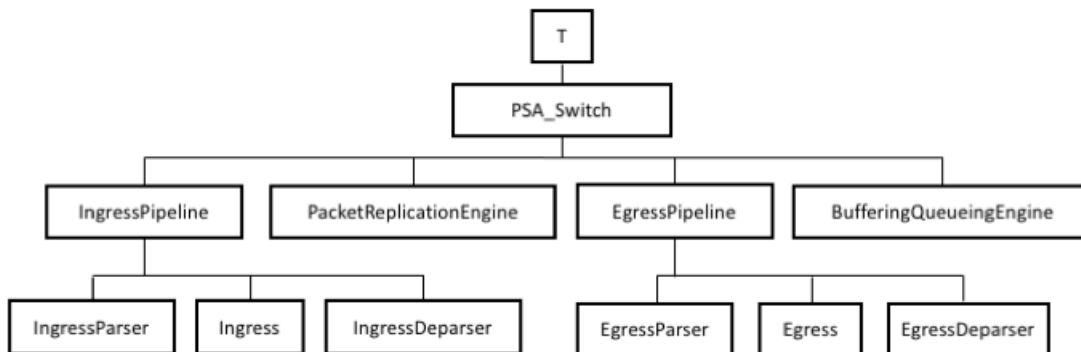 T
PSA_Switch
IngressPipeline
PacketReplicationEngine
EgressPipeline
BufferingQueueingEngine
IngressParser
Ingress
IngressDeparser
EgressParser
Egress
EgressDeparser